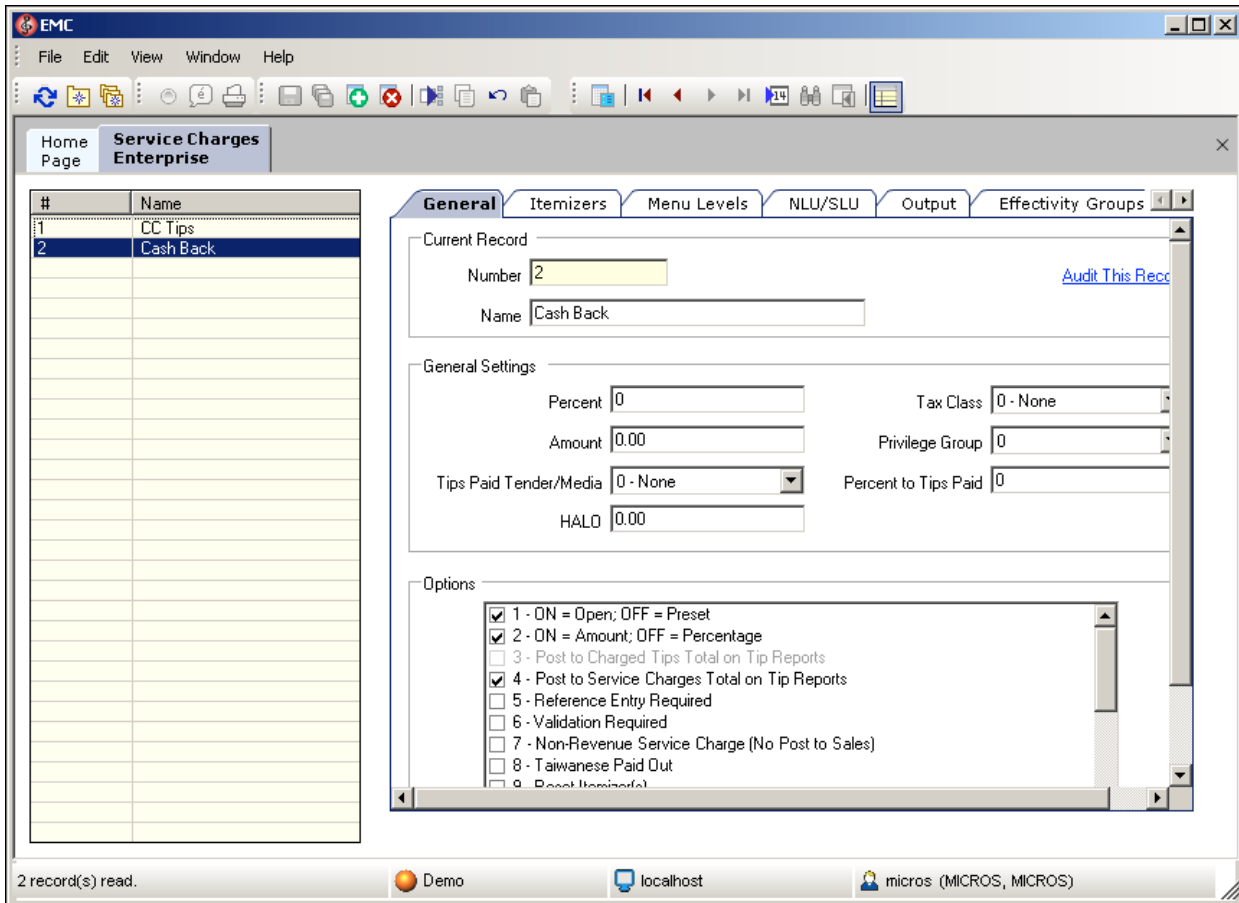 EMC
File Edit View Window Help
Home Page
Service Charges Enterprise
# Name
1 CC Tips
2 Cash Back
General Itemizers Menu Levels NLU/SLU Output Effectivity Groups
Current Record
Number 2
Audit This Reco
Name Cash Back
General Settings
Percent 0 Tax Class 0 - None
Amount 0.00 Privilege Group 0
Tips Paid Tender/Media 0 - None Percent to Tips Paid 0
HALO 0.00
Options
1 - ON = Open; OFF = Preset
2 - ON = Amount; OFF = Percentage
3 - Post to Charged Tips Total on Tip Reports
4 - Post to Service Charges Total on Tip Reports
5 - Reference Entry Required
6 - Validation Required
7 - Non-Revenue Service Charge (No Post to Sales)
8 - Taiwanese Paid Out
9 - Reset Itemizer(s)
2 record(s) read. Demo localhost micros (MICROS, MICROS)